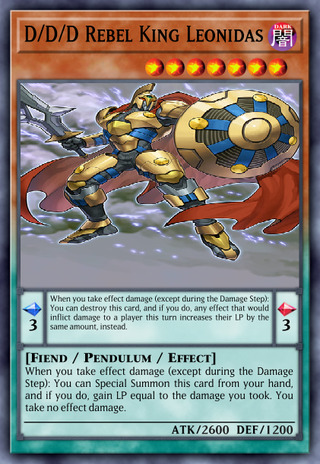 D/D/D Rebel King Leonidas
DARK
闇
When you take effect damage (except during the Damage Step):
You can destroy this card, and if you do, any effect that would
inflict damage to a player this turn increases their LP by the
same amount, instead.
3
3
[Fiend / Pendulum / Effect]
When you take effect damage (except during the Damage
Step): You can Special Summon this card from your hand,
and if you do, gain LP equal to the damage you took. You
take no effect damage.
ATK/2600 DEF/1200